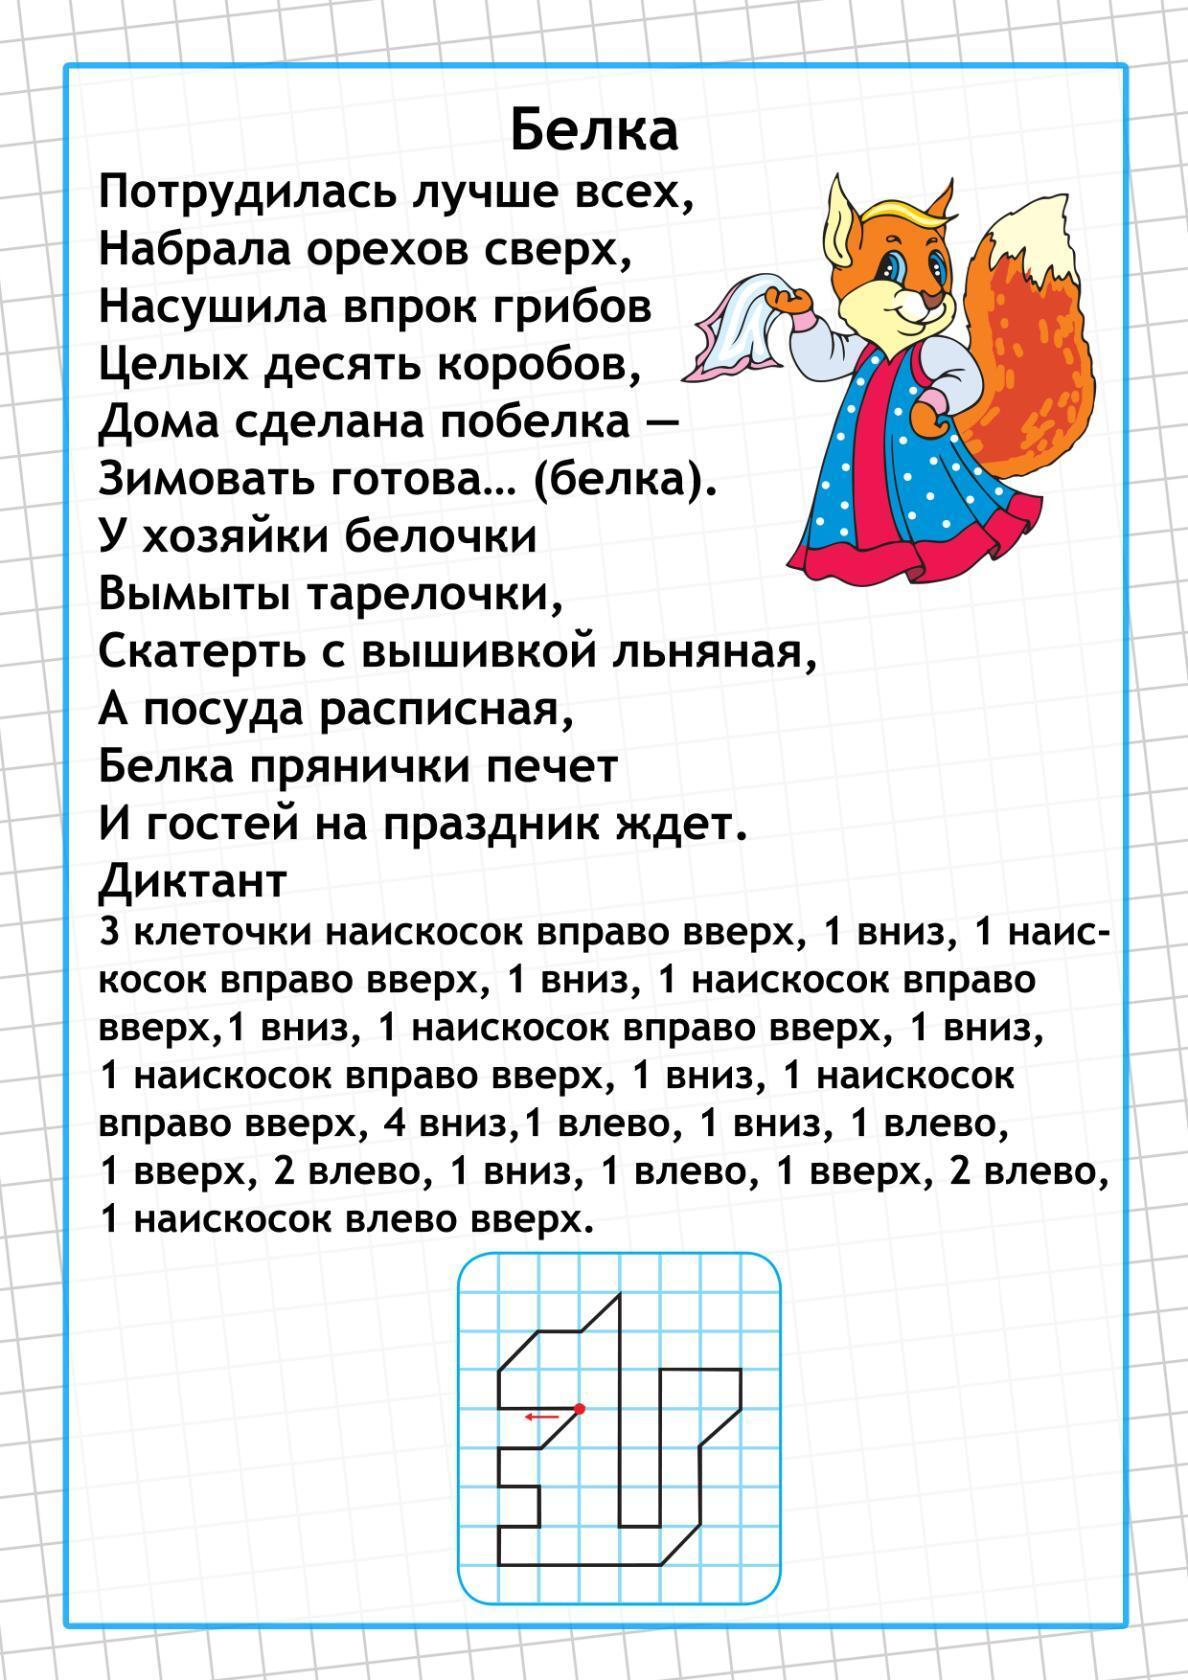 Белка
Потрудилась лучше всех,
Набрала орехов сверх,
Насушила впрок грибов
Целых десять коробов,
Дома сделана побелка —
Зимовать готова... (белка).
У хозяйки белочки
Вымыты тарелочки,
Скатерть с вышивкой льняная,
А посуда расписная,
Белка прянички печет
И гостей на праздник ждет.
Диктант
3 клеточки наискосок вправо вверх, 1 вниз, 1 наис-
косок вправо вверх, 1 вниз, 1 наискосок вправо
вверх,1 вниз, 1 наискосок вправо вверх, 1 вниз,
1 наискосок вправо вверх, 1 вниз, 1 наискосок
вправо вверх, 4 вниз,1 влево, 1 вниз, 1 влево,
1 вверх, 2 влево, 1 вниз, 1 влево, 1 вверх, 2 влево,
1 наискосок влево вверх.